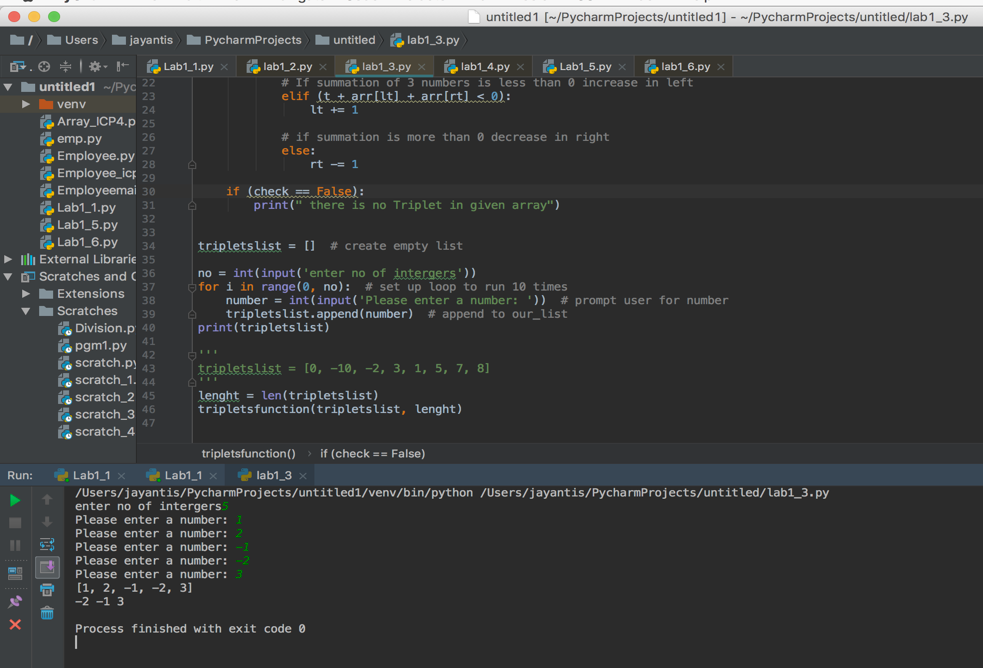 untitled1 [~/PycharmProjects/untitled1] - ~/PycharmProjects/untitled/lab1_3.py
/ Users jayantis PycharmProjects untitled lab1_3.py
Lab1_1.py lab1_2.py lab1_3.py lab1_4.py Lab1_5.py lab1_6.py
untitled1 ~/Pyc
venv
Array_ICP4.p
emp.py
Employee.py
Employee_icp
Employeemai
Lab1_1.py
Lab1_5.py
Lab1_6.py
External Librarie
Scratches and C
Extensions
Scratches
Division.p
pgm1.py
scratch.py
scratch_1.
scratch_2
scratch_3
scratch_4
22 # If summation of 3 numbers is less than 0 increase in left
23 elif (t + arr[lt] + arr[rt] < 0):
24 lt += 1
25
26 # if summation is more than 0 decrease in right
27 else:
28 rt -= 1
29
30 if (check == False):
31 print(" there is no Triplet in given array")
32
33
34 tripletslist = [] # create empty list
35
36 no = int(input('enter no of intergers'))
37 for i in range(0, no): # set up loop to run 10 times
38 number = int(input('Please enter a number: ')) # prompt user for number
39 tripletslist.append(number) # append to our_list
40 print(tripletslist)
41
42 '''
43 tripletslist = [0, -10, -2, 3, 1, 5, 7, 8]
44 '''
45 lenght = len(tripletslist)
46 tripletsfunction(tripletslist, lenght)
47
tripletsfunction() › if (check == False)
Run: Lab1_1 Lab1_1 lab1_3
/Users/jayantis/PycharmProjects/untitled1/venv/bin/python /Users/jayantis/PycharmProjects/untitled/lab1_3.py
enter no of intergers5
Please enter a number: 1
Please enter a number: 2
Please enter a number: -1
Please enter a number: -2
Please enter a number: 3
[1, 2, -1, -2, 3]
-2 -1 3
Process finished with exit code 0